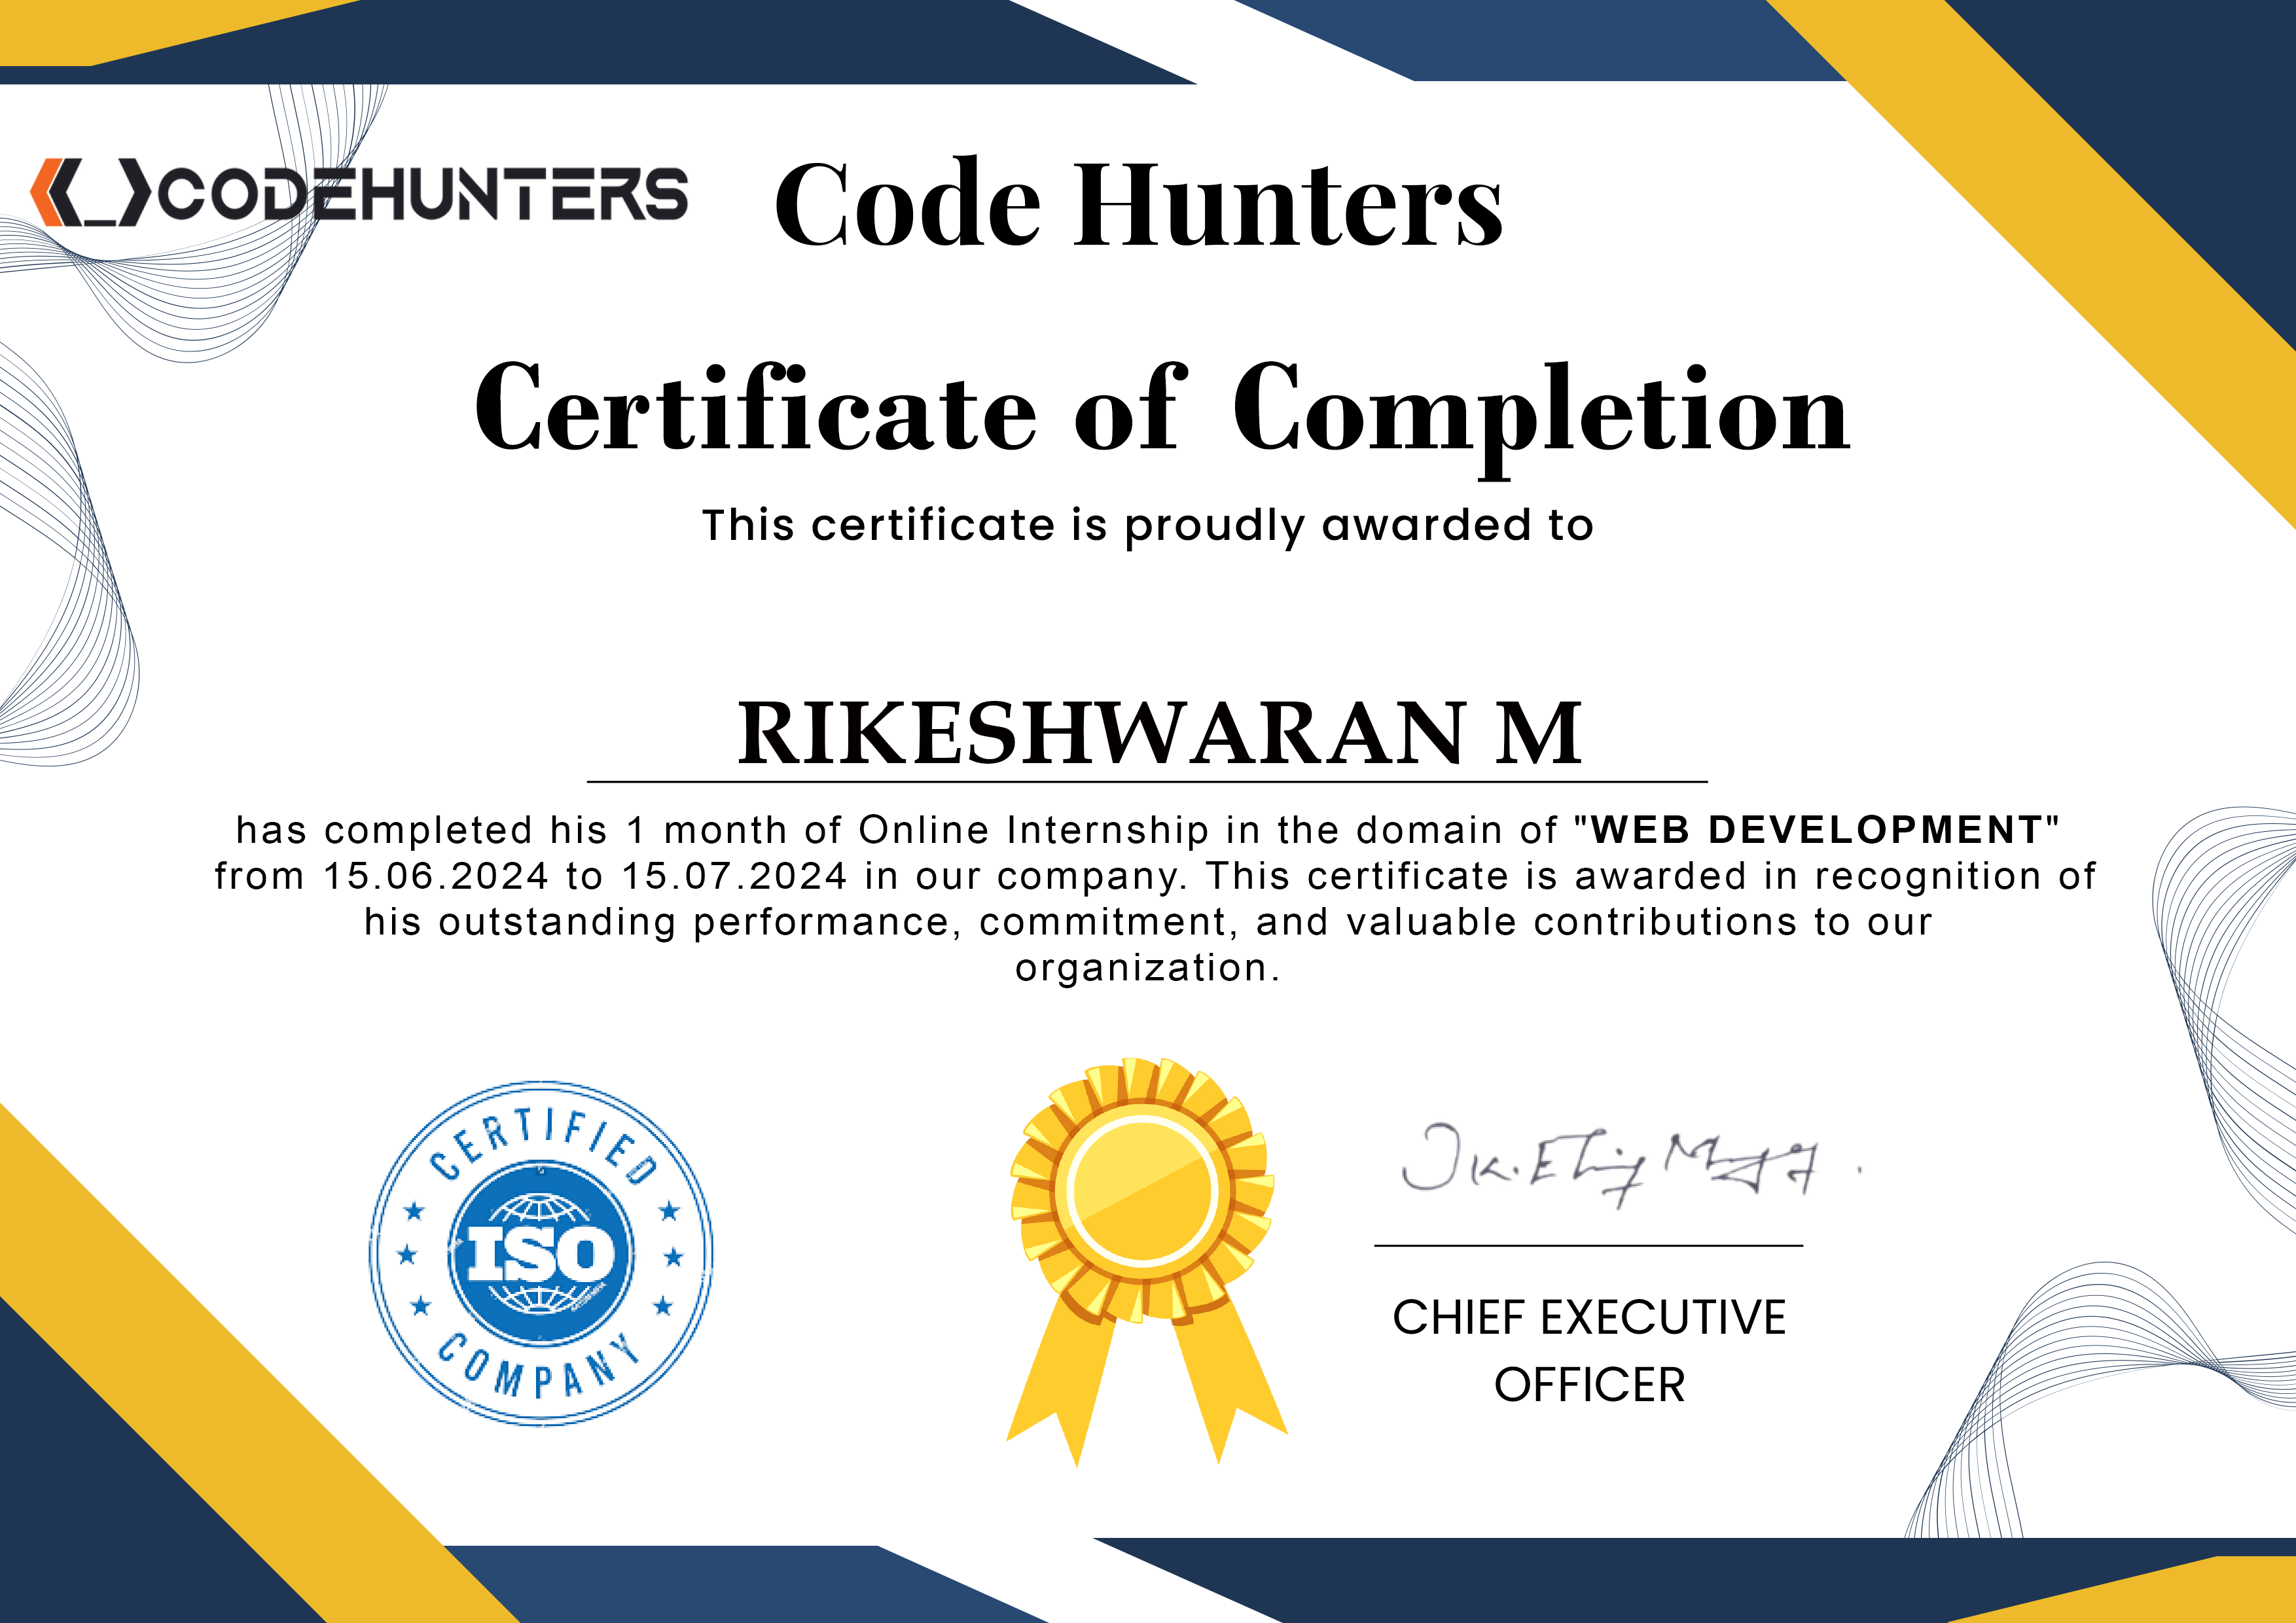 CODEHUNTERS
Code Hunters
Certificate of Completion
This certificate is proudly awarded to
RIKESHWARAN M
has completed his 1 month of Online Internship in the domain of "WEB DEVELOPMENT"
from 15.06.2024 to 15.07.2024 in our company. This certificate is awarded in recognition of
his outstanding performance, commitment, and valuable contributions to our
organization.
CERTIFIED
ISO
COMPANY
CHIEF EXECUTIVE
OFFICER